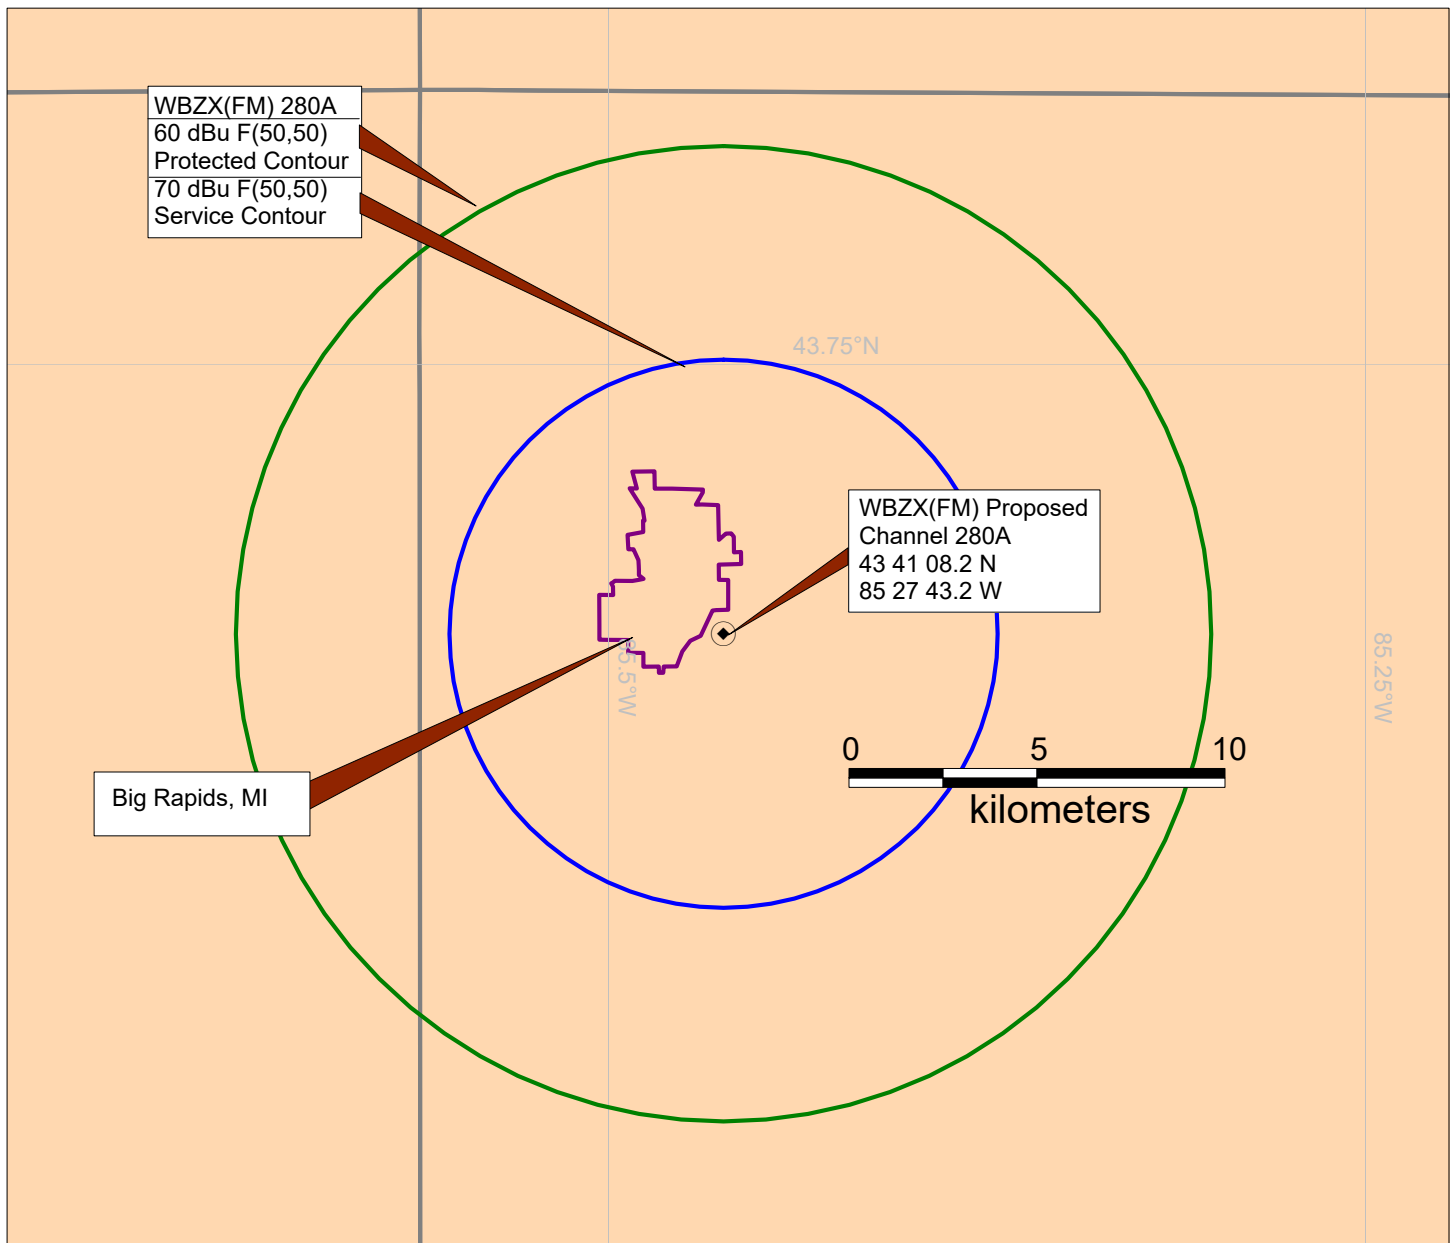 WBZX(FM) 280A
60 dBu F(50,50)
Protected Contour
70 dBu F(50,50)
Service Contour
43.75°N
WBZX(FM) Proposed
Channel 280A
43 41 08.2 N
85 27 43.2 W
85.5°W
85.25°W
0 5 10
kilometers
Big Rapids, MI